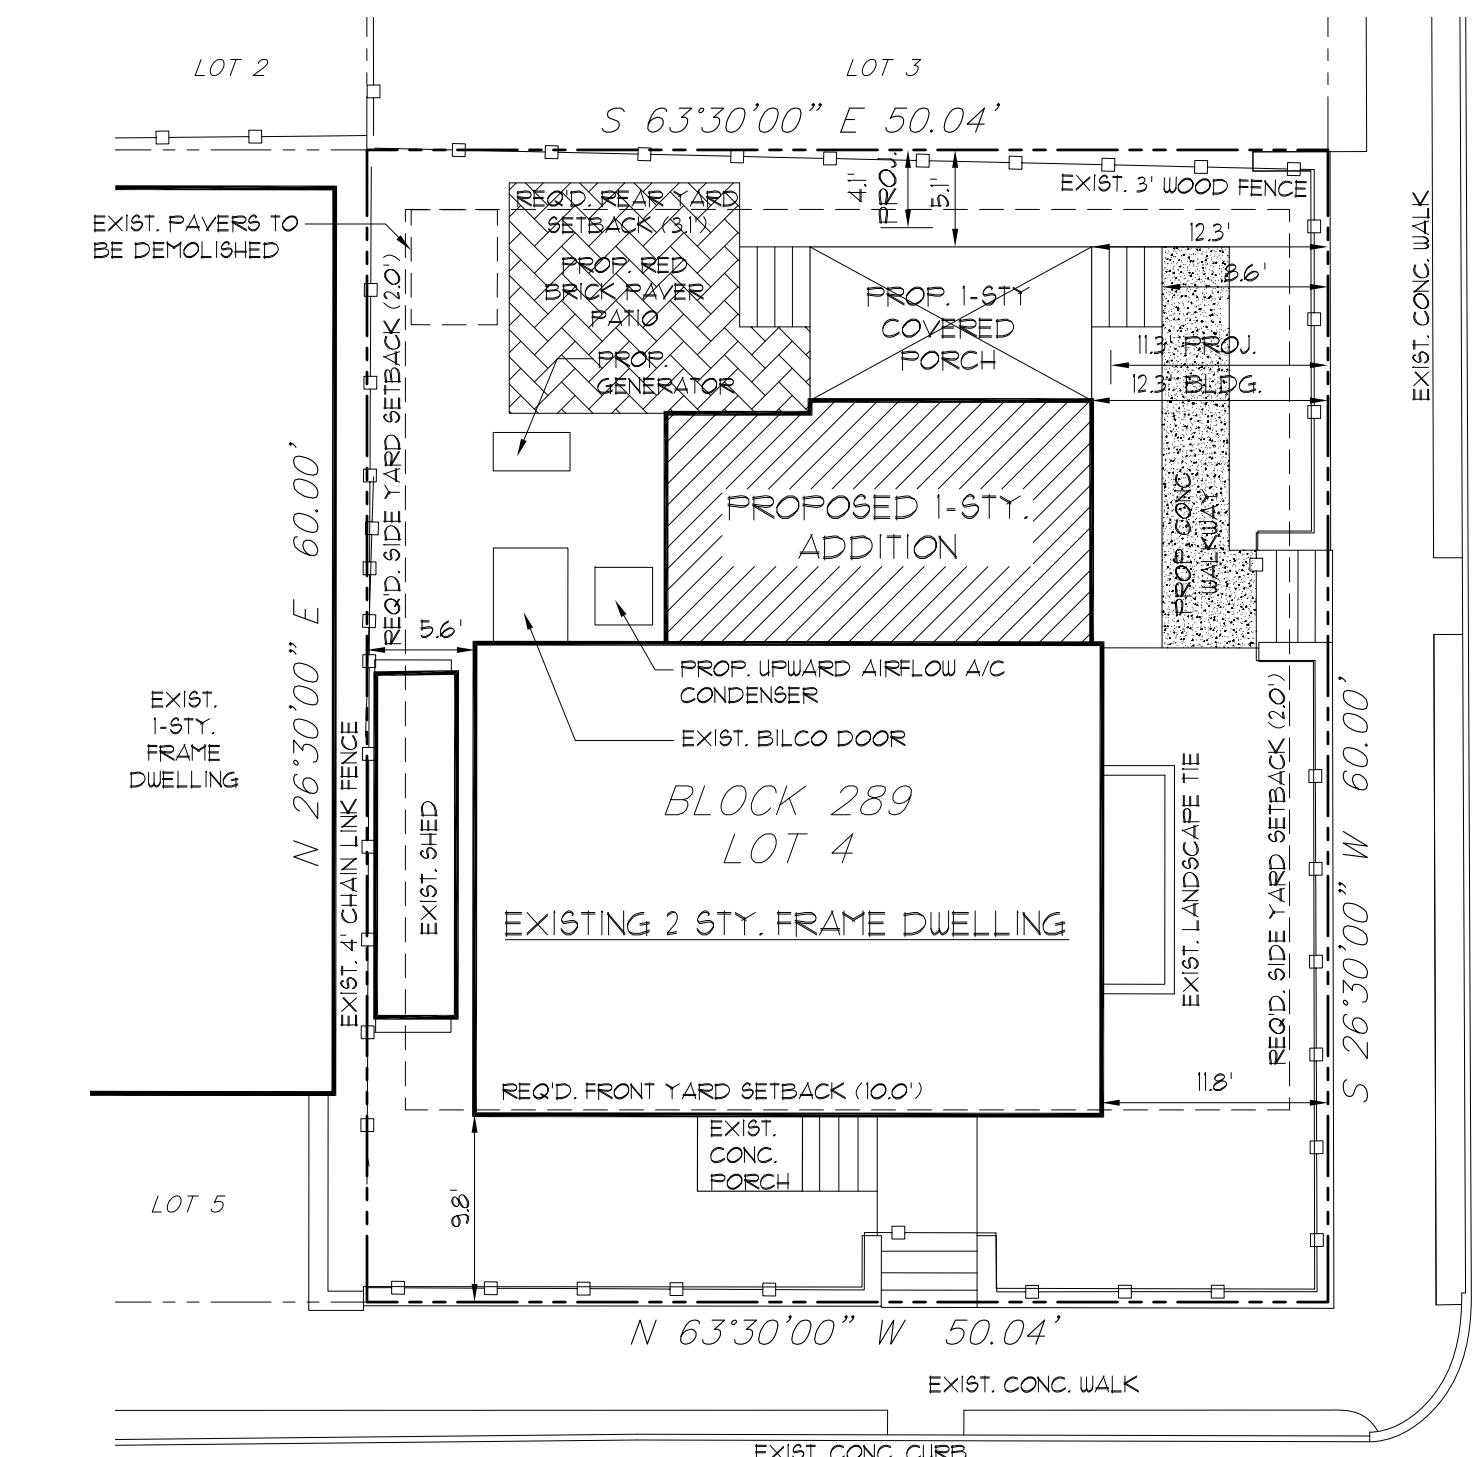 LOT 2
LOT 3
S 63°30'00" E 50.04'
EXIST. PAVERS TO
BE DEMOLISHED
REQ'D. REAR YARD
SETBACK (3.1')
PROP. RED
BRICK PAVER
PATIO
PROP.
GENERATOR
4.1'
PROJ.
5.1'
EXIST. 3' WOOD FENCE
12.3'
8.6'
11.3' PROJ.
12.3' BLDG.
PROP. 1-STY
COVERED
PORCH
EXIST. CONC. WALK
REQ'D. SIDE YARD SETBACK (2.0')
N 26°30'00" E 60.00'
PROPOSED 1-STY.
ADDITION
PROP. CONC.
WALKWAY
5.6'
PROP. UPWARD AIRFLOW A/C
CONDENSER
EXIST. BILCO DOOR
EXIST.
1-STY.
FRAME
DWELLING
EXIST. 4' CHAIN LINK FENCE
EXIST. SHED
BLOCK 289
LOT 4
EXISTING 2 STY. FRAME DWELLING
EXIST. LANDSCAPE TIE
REQ'D. SIDE YARD SETBACK (2.0')
S 26°30'00" W 60.00'
REQ'D. FRONT YARD SETBACK (10.0')
11.8'
EXIST.
CONC.
PORCH
9.8'
LOT 5
N 63°30'00" W 50.04'
EXIST. CONC. WALK
EXIST. CONC. CURB